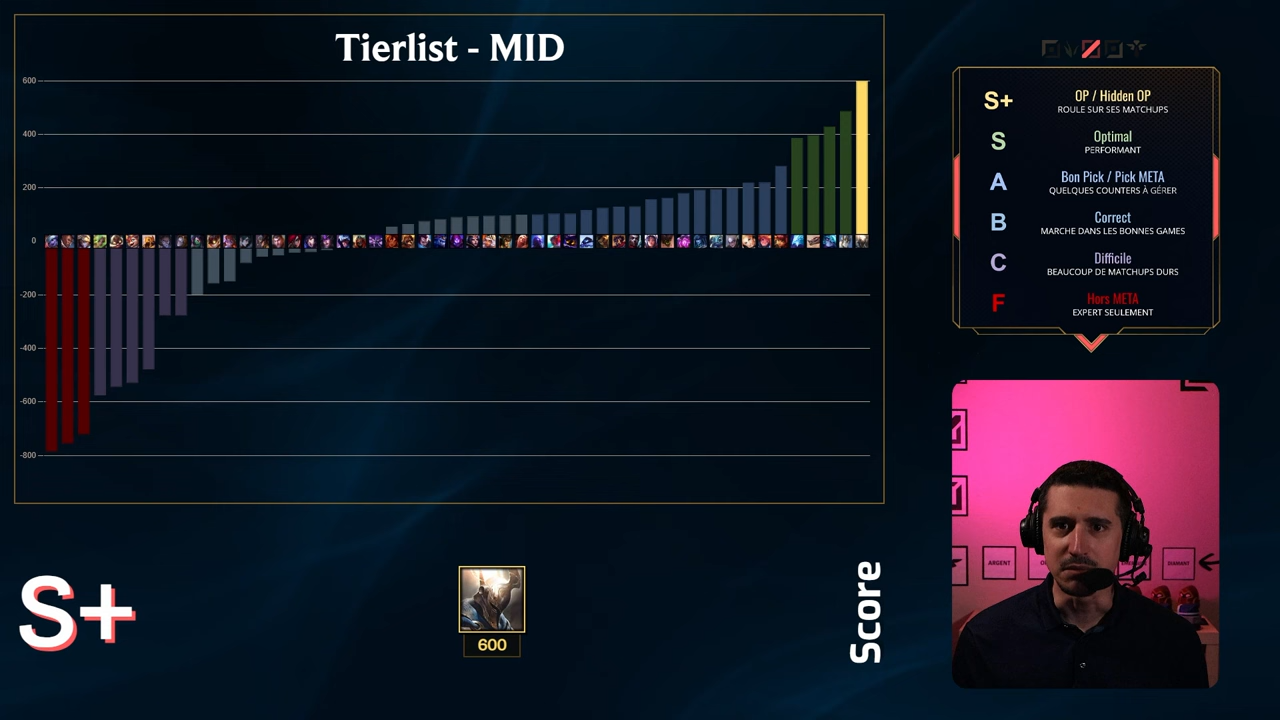 Tierlist - MID
600
400
200
0
-200
-400
-600
-800
S+
OP / Hidden OP
ROULE SUR SES MATCHUPS
S
Optimal
PERFORMANT
A
Bon Pick / Pick META
QUELQUES COUNTERS À GÉRER
B
Correct
MARCHE DANS LES BONNES GAMES
C
Difficile
BEAUCOUP DE MATCHUPS DURS
F
Hors META
EXPERT SEULEMENT
S+
600
Score
ARGENT
DIAMANT